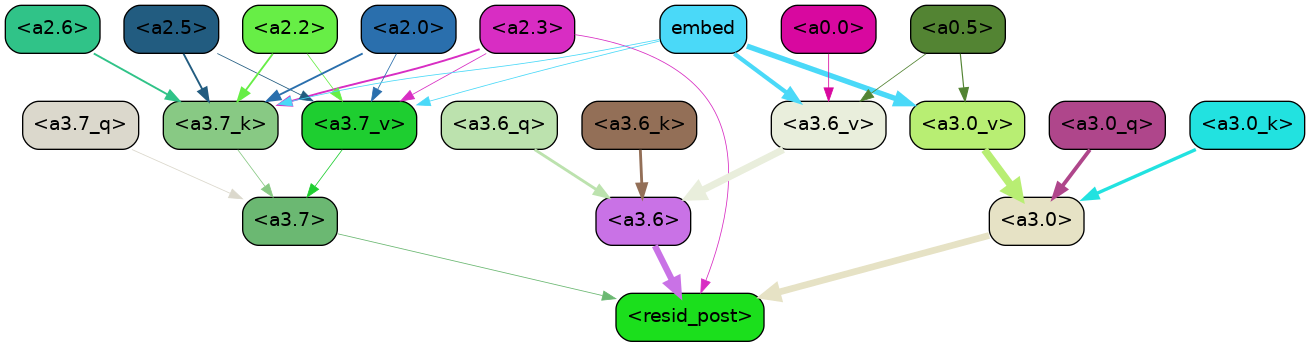 <a2.6> <a2.5> <a2.2> <a2.0> <a2.3> embed <a0.0> <a0.5>
<a3.7_q> <a3.7_k> <a3.7_v> <a3.6_q> <a3.6_k> <a3.6_v> <a3.0_v> <a3.0_q> <a3.0_k>
<a3.7> <a3.6> <a3.0>
<resid_post>